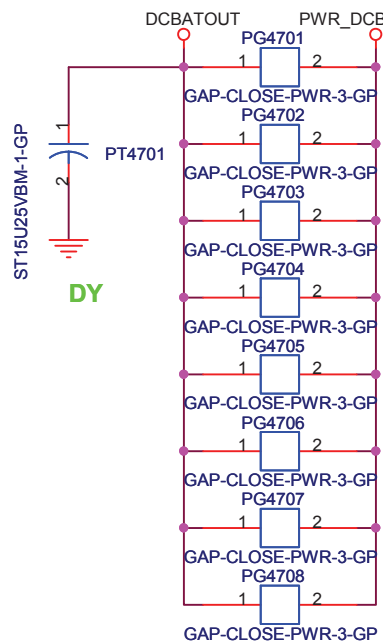 DCBATOUT PWR_DCB
PG4701
1 2
GAP-CLOSE-PWR-3-GP
PG4702
1 2
GAP-CLOSE-PWR-3-GP
PG4703
1 2
GAP-CLOSE-PWR-3-GP
PG4704
1 2
GAP-CLOSE-PWR-3-GP
PG4705
1 2
GAP-CLOSE-PWR-3-GP
PG4706
1 2
GAP-CLOSE-PWR-3-GP
PG4707
1 2
GAP-CLOSE-PWR-3-GP
PG4708
1 2
GAP-CLOSE-PWR-3-GP
ST15U25VBM-1-GP
1
2
PT4701
DY